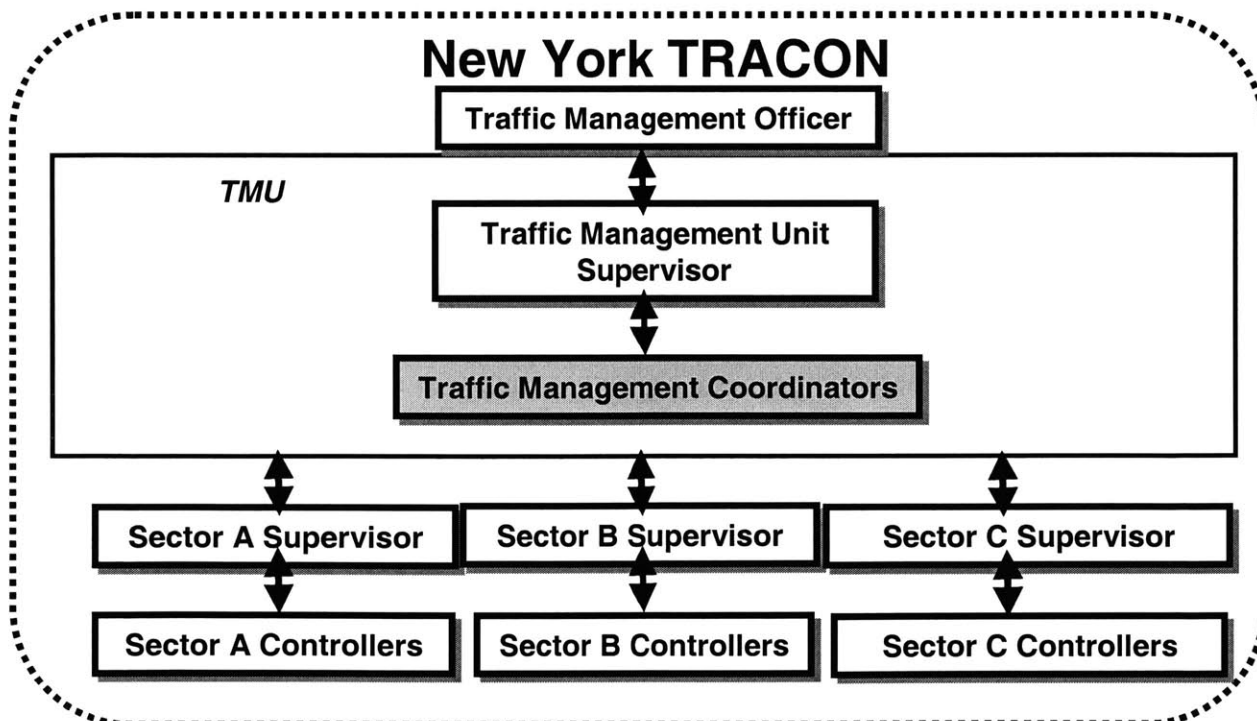 New York TRACON
Traffic Management Officer
TMU
Traffic Management Unit
Supervisor
Traffic Management Coordinators
Sector A Supervisor
Sector B Supervisor
Sector C Supervisor
Sector A Controllers
Sector B Controllers
Sector C Controllers